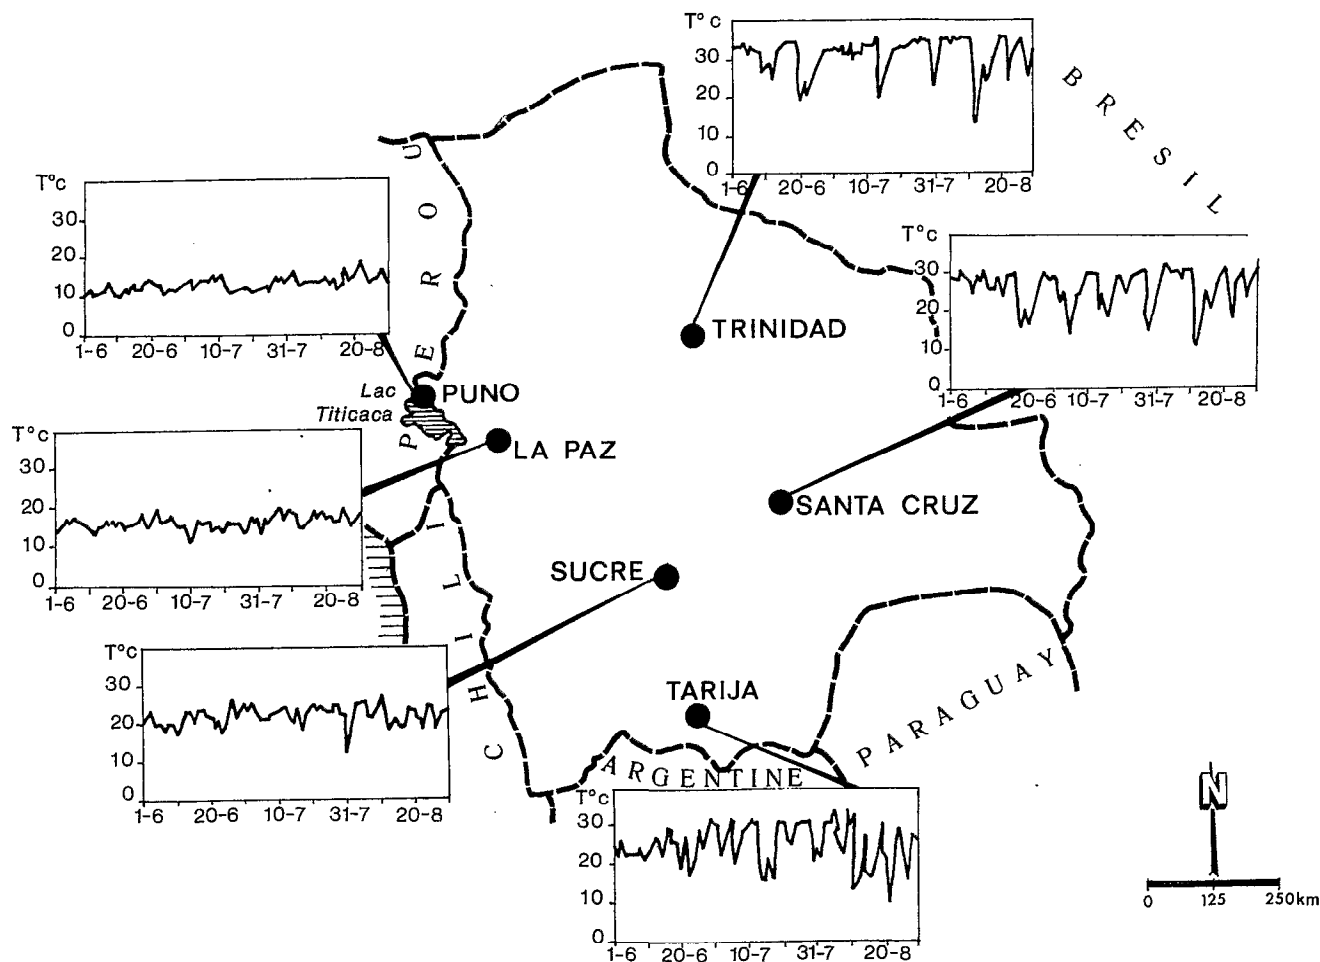 T°c
30
20
10
0
1-6 20-6 10-7 31-7 20-8
BRESIL
T°c
30
20
10
0
1-6 20-6 10-7 31-7 20-8
T°c
30
20
10
0
1-6 20-6 10-7 31-7 20-8
PEROU
TRINIDAD
Lac
Titicaca
PUNO
LA PAZ
SANTA CRUZ
T°c
30
20
10
0
1-6 20-6 10-7 31-7 20-8
SUCRE
CHILI
T°c
30
20
10
0
1-6 20-6 10-7 31-7 20-8
TARIJA
PARAGUAY
ARGENTINE
T°c
30
20
10
0
1-6 20-6 10-7 31-7 20-8
N
0 125 250km